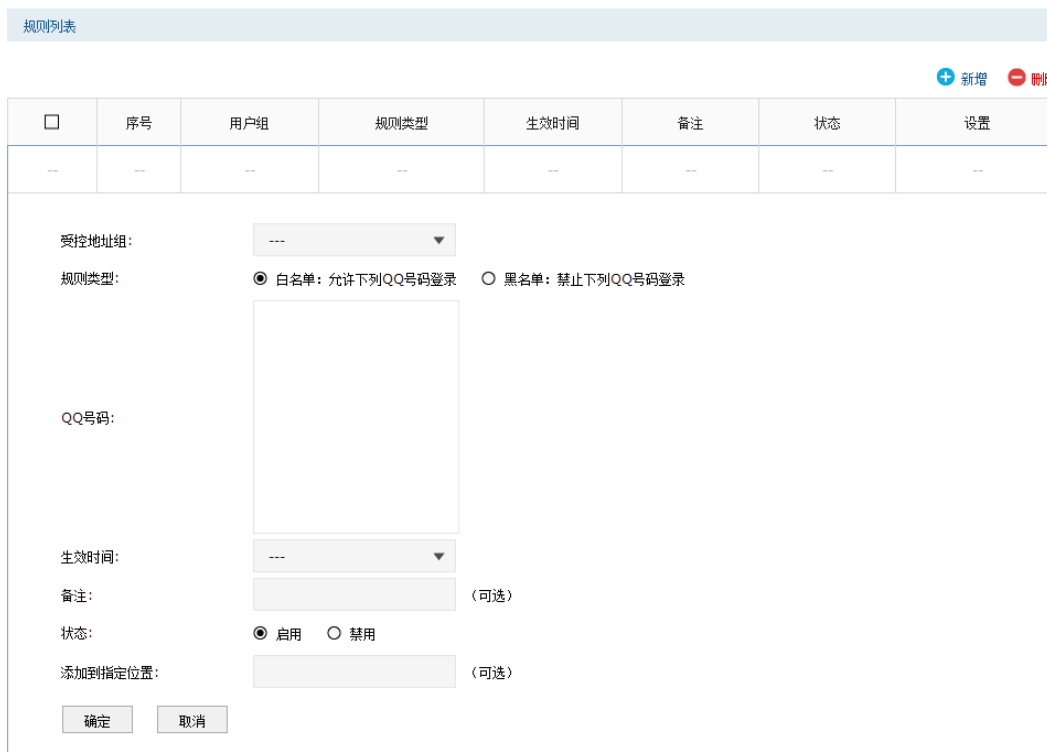 规则列表
新增 删
序号 用户组 规则类型 生效时间 备注 状态 设置
-- -- -- -- -- -- -- --
受控地址组: ---
规则类型: 白名单: 允许下列QQ号码登录 黑名单: 禁止下列QQ号码登录
QQ号码:
生效时间: ---
备注: (可选)
状态: 启用 禁用
添加到指定位置: (可选)
确定 取消